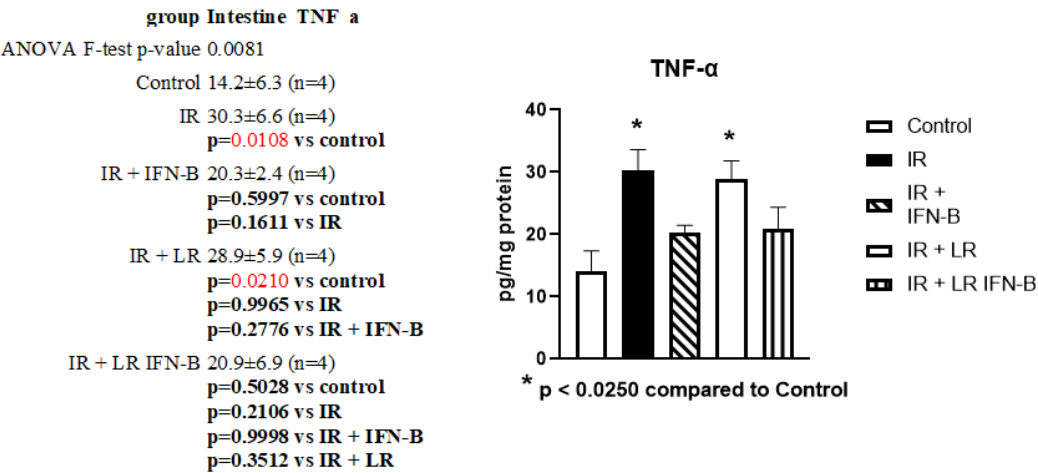 group Intestine TNF a
ANOVA F-test p-value 0.0081
Control 14.2±6.3 (n=4)
IR 30.3±6.6 (n=4)
p=0.0108 vs control
IR + IFN-B 20.3±2.4 (n=4)
p=0.5997 vs control
p=0.1611 vs IR
IR + LR 28.9±5.9 (n=4)
p=0.0210 vs control
p=0.9965 vs IR
p=0.2776 vs IR + IFN-B
IR + LR IFN-B 20.9±6.9 (n=4)
p=0.5028 vs control
p=0.2106 vs IR
p=0.9998 vs IR + IFN-B
p=0.3512 vs IR + LR
TNF-α
pg/mg protein
40
30
20
10
0
*
*
* p < 0.0250 compared to Control
Control
IR
IR +
IFN-B
IR + LR
IR + LR IFN-B